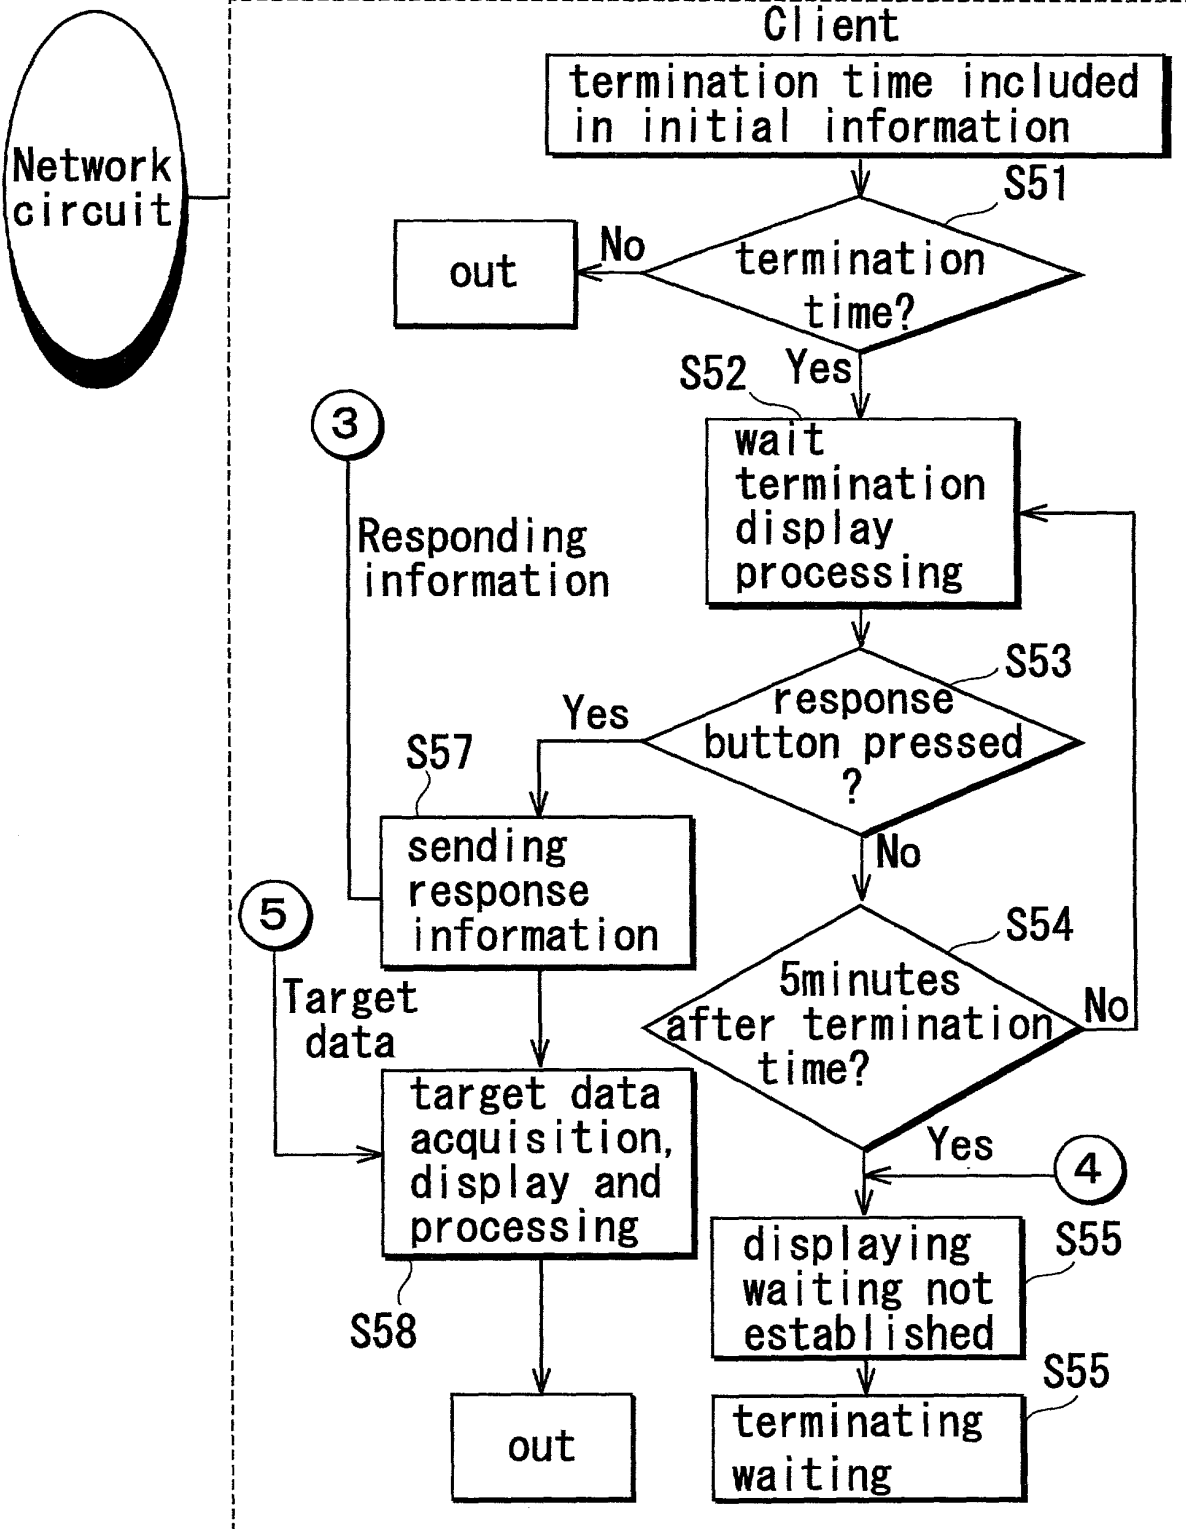 Client
termination time included
in initial information
Network
circuit
S51
No
out
termination
time?
Yes
S52
3
wait
termination
display
processing
Responding
information
S53
Yes
response
button pressed
?
S57
No
sending
response
information
5
S54
Target
data
5minutes
after termination
time?
No
target data
acquisition,
display and
processing
Yes
4
S55
displaying
waiting not
established
S58
S55
out
terminating
waiting